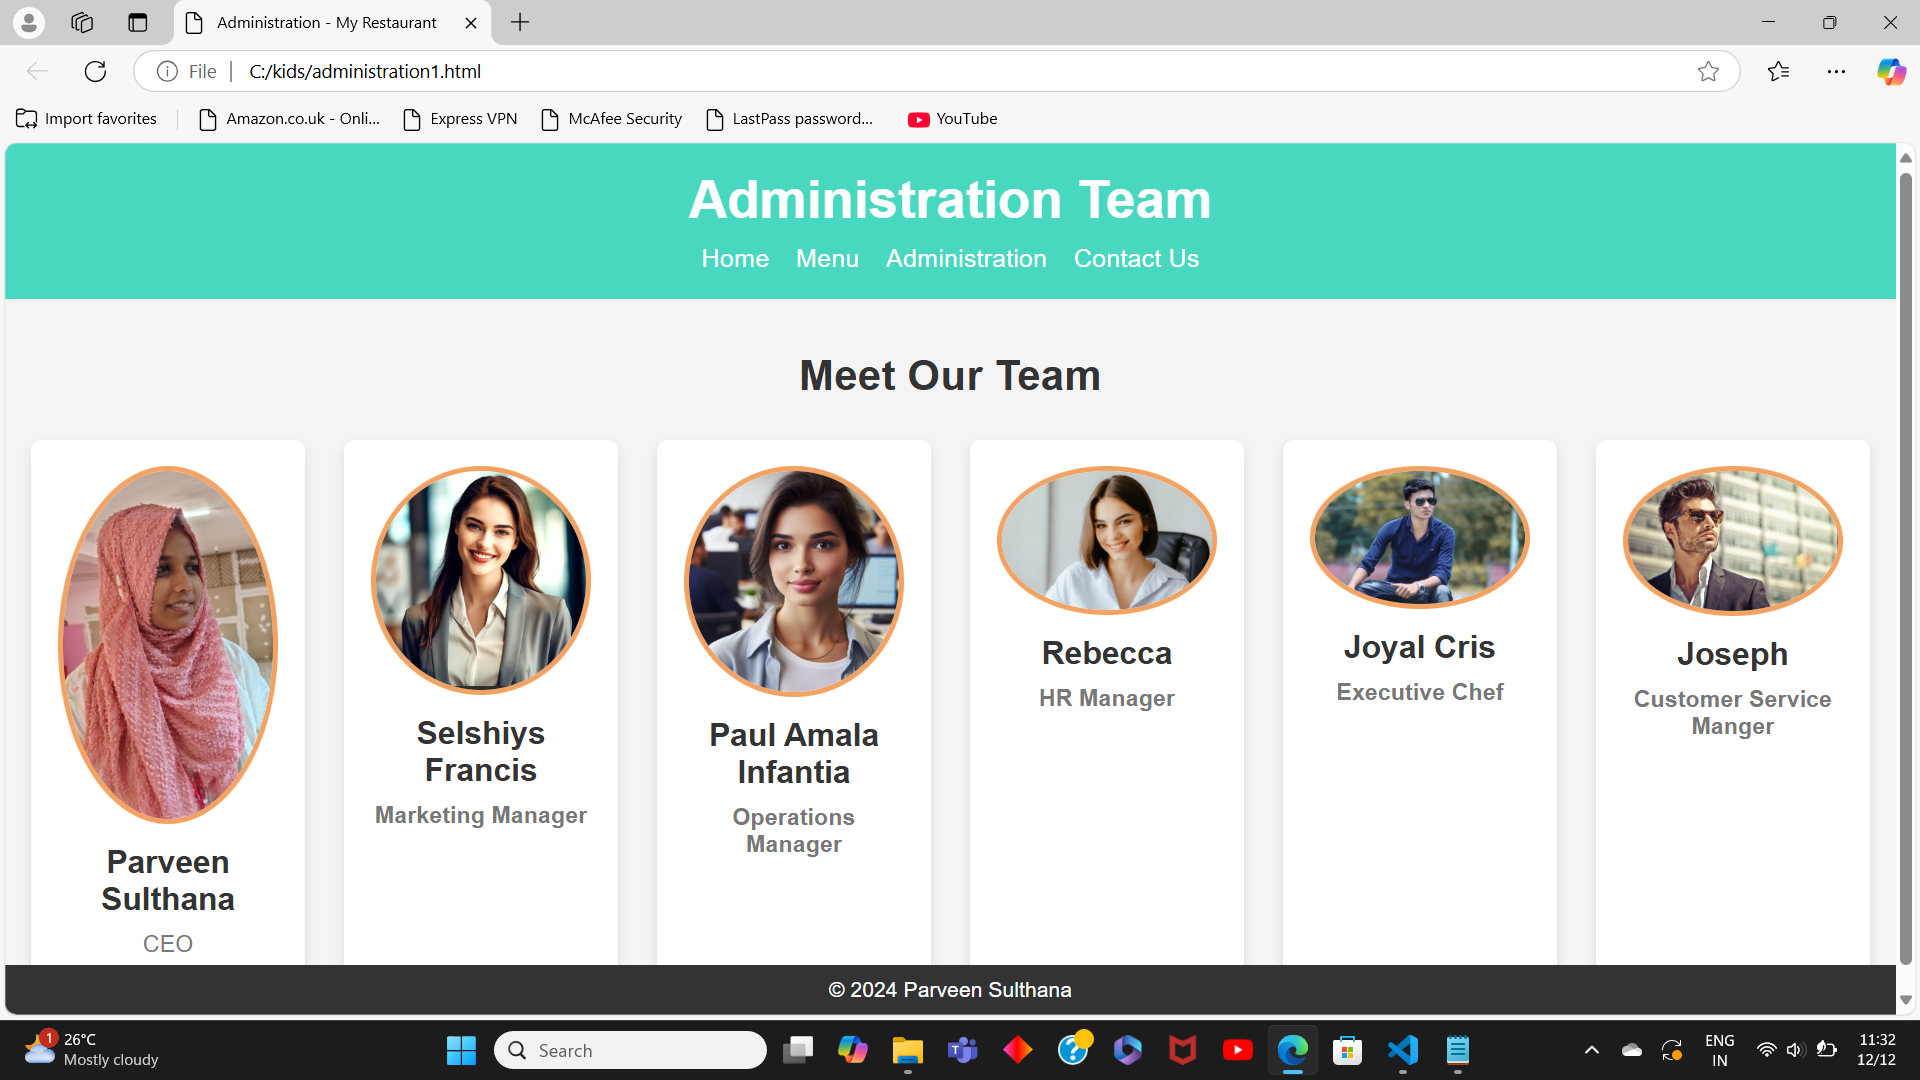 Administration - My Restaurant
File
C:/kids/administration1.html
Import favorites
Amazon.co.uk - Onli...
Express VPN
McAfee Security
LastPass password...
YouTube
Administration Team
Home Menu Administration Contact Us
Meet Our Team
Parveen
Sulthana
CEO
Selshiys
Francis
Marketing Manager
Paul Amala
Infantia
Operations
Manager
Rebecca
HR Manager
Joyal Cris
Executive Chef
Joseph
Customer Service
Manger
© 2024 Parveen Sulthana
1
26°C
Mostly cloudy
Search
ENG
IN
11:32
12/12